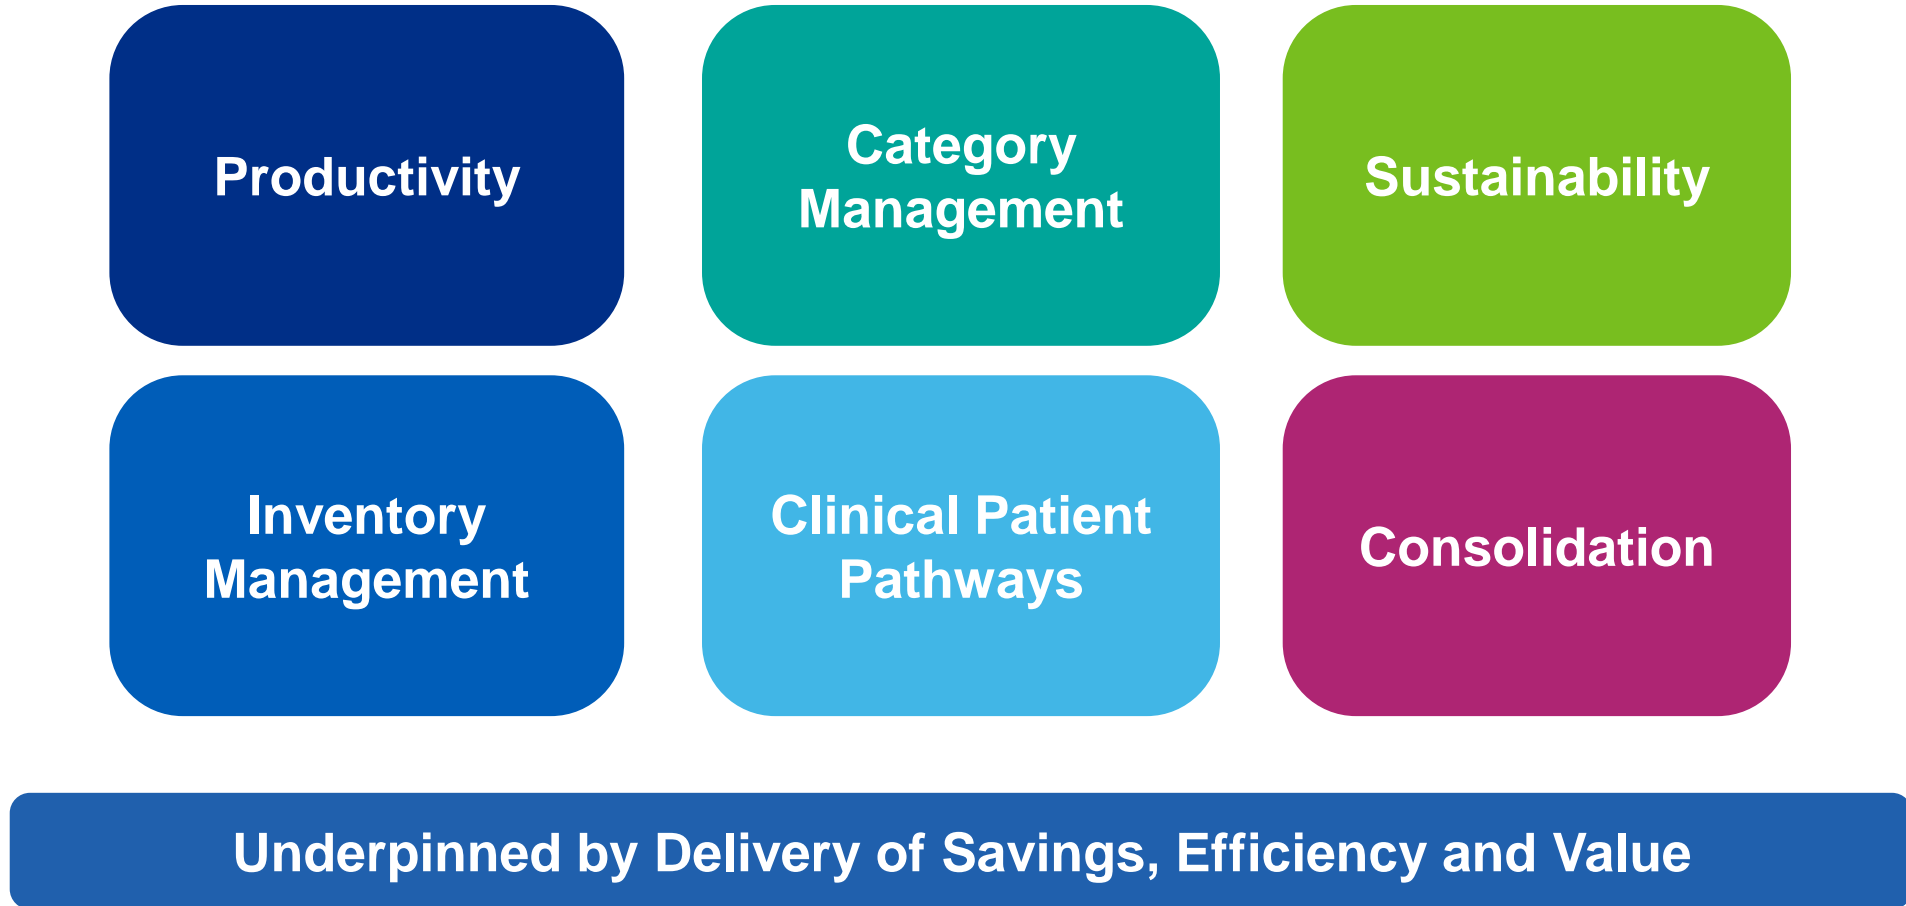 Productivity
Category
Management
Sustainability
Inventory
Management
Clinical Patient
Pathways
Consolidation
Underpinned by Delivery of Savings, Efficiency and Value